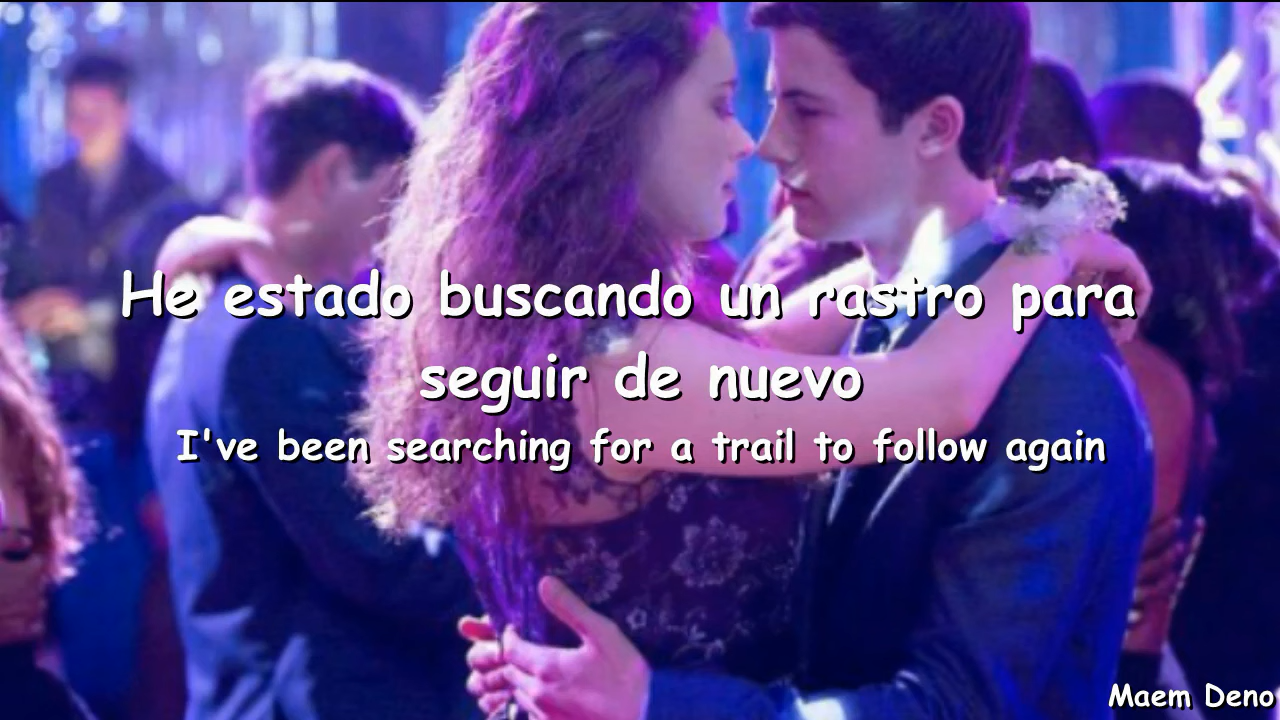 He estado buscando un rastro para
seguir de nuevo
I've been searching for a trail to follow again
Maem Deno